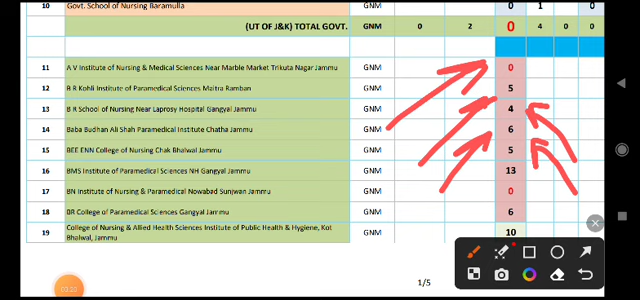 10 Govt. School of Nursing Baramulla 0 1 0
(UT OF J&K) TOTAL GOVT. GNM 0 2 0 4 0 0
11 A V Institute of Nursing & Medical Sciences Near Marble Market Trikuta Nagar Jammu GNM 0
12 B R Kohli Institute of Paramedical Sciences Maitra Ramban GNM 5
13 B R School of Nursing Near Laprosy Hospital Gangyal Jammu GNM 4
14 Baba Budhan Ali Shah Paramedical Institute Chatha Jammu GNM 6
15 BEE ENN College of Nursing Chak Bhalwal Jammu GNM 5
16 BMS Institute of Paramedical Sciences NH Gangyal Jammu GNM 13
17 BN Institute of Nursing & Paramedical Nowabad Sunjwan Jammu GNM 0
18 BR College of Paramedical Sciences Gangyal Jammu GNM 6
19 College of Nursing & Allied Health Sciences Institute of Public Health & Hygiene, Kot GNM 10
Bhalwal, Jammu
1/5
03:20